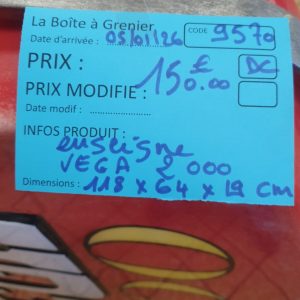 La Boîte à Grenier
Date d'arrivée : 05/01/26 CODE 9570
PRIX : 150.00 € DC
PRIX MODIFIE :
Date modif :
INFOS PRODUIT :
enseigne
VEGA 2000
Dimensions : 118 x 64 x 19 cm